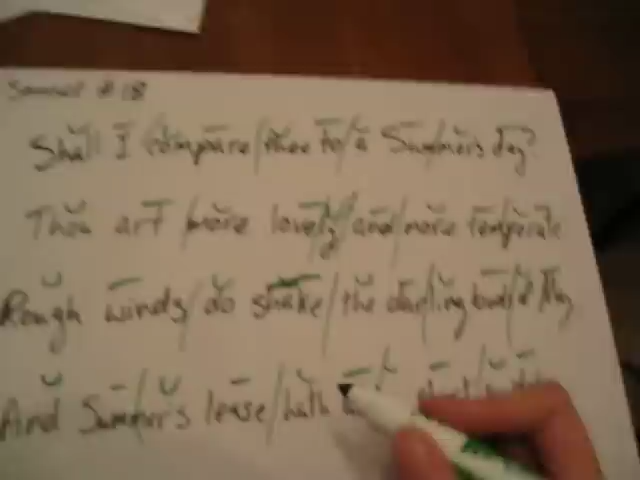 Sonnet #18
Shall I compare thee to a Summer's day?
Thou art more lovely and more temperate
Rough winds do shake the darling buds of May
And Summer's lease hath